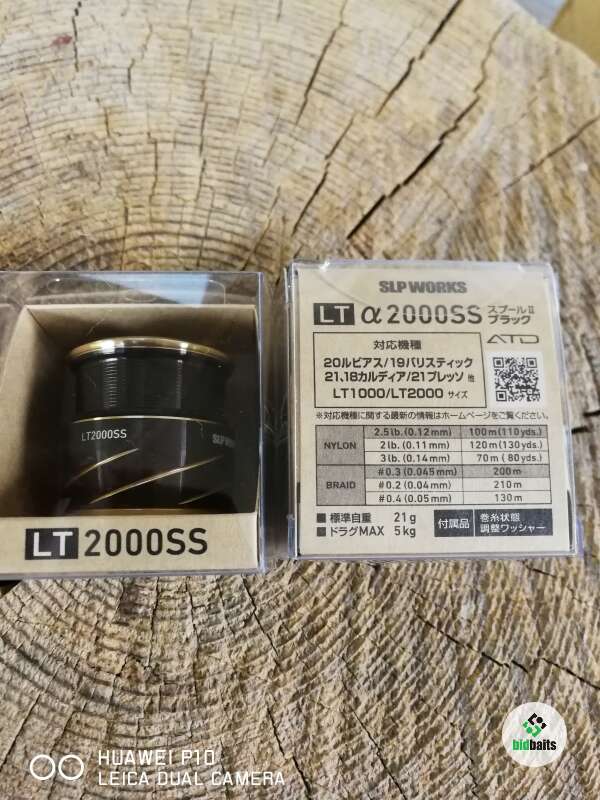 LT2000SS
SLP WORKS
LT 2000SS
SLP WORKS
LT α2000SS スプールⅡ
ブラック
ATD
対応機種
20ルビアス/19バリスティック
21,18カルディア/21プレッソ 他
LT1000/LT2000 サイズ
※対応機種に関する最新の情報はホームページをご覧ください。
NYLON
2.5lb.(0.12mm) 100m(110yds.)
2lb.(0.11mm) 120m(130yds.)
3lb.(0.14mm) 70m( 80yds.)
BRAID
#0.3(0.045mm) 200m
#0.2(0.04mm) 210m
#0.4(0.05mm) 130m
■標準自重 21g
■ドラグMAX 5kg
付属品 巻糸状態
調整ワッシャー
bidbaits
HUAWEI P10
LEICA DUAL CAMERA